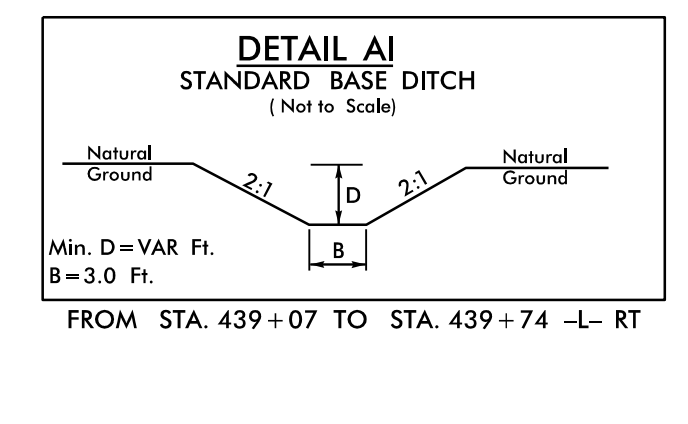 DETAIL A1
STANDARD BASE DITCH
( Not to Scale)
Natural
Ground
2:1
D
2:1
Natural
Ground
B
Min. D=VAR Ft.
B=3.0 Ft.
FROM STA. 439+07 TO STA. 439+74 -L- RT